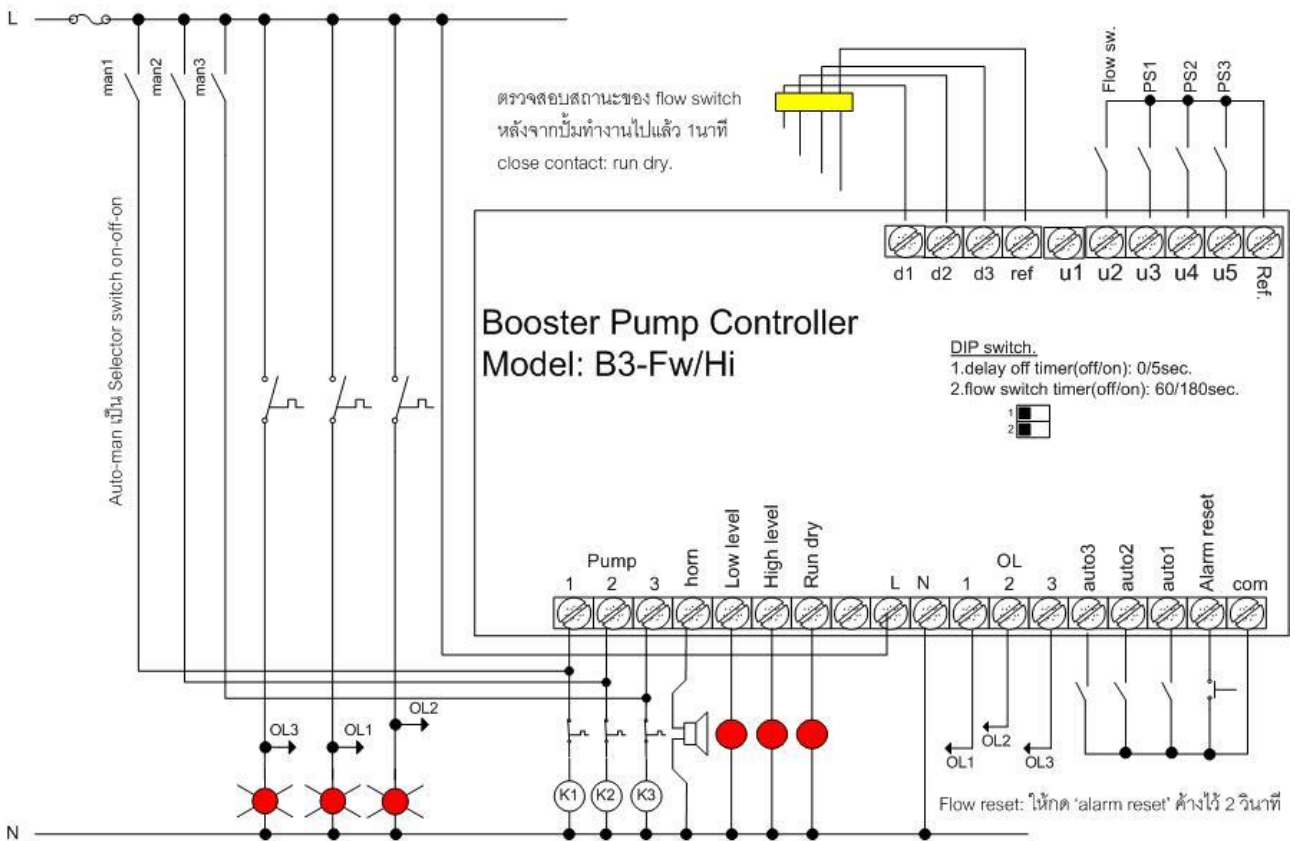 L
man1
man2
man3
Auto-man เป็น Selector switch on-off-on
ตรวจสอบสถานะของ flow switch
หลังจากปั้มทำงานไปแล้ว 1นาที
close contact: run dry.
Flow sw.
PS1
PS2
PS3
d1 d2 d3 ref u1 u2 u3 u4 u5 Ref.
Booster Pump Controller
Model: B3-Fw/Hi
DIP switch.
1.delay off timer(off/on): 0/5sec.
2.flow switch timer(off/on): 60/180sec.
1
2
Pump
1 2 3 horn Low level High level Run dry L N
OL
1 2 3 auto3 auto2 auto1 Alarm reset com
OL3 OL1 OL2
OL1 OL2 OL3
K1 K2 K3
Flow reset: ให้กด 'alarm reset' ค้างไว้ 2 วินาที
N